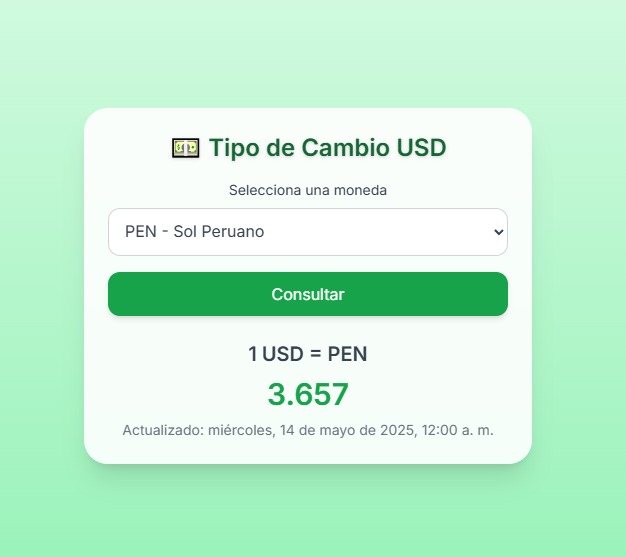 Tipo de Cambio USD
Selecciona una moneda
PEN - Sol Peruano
Consultar
1 USD = PEN
3.657
Actualizado: miércoles, 14 de mayo de 2025, 12:00 a. m.